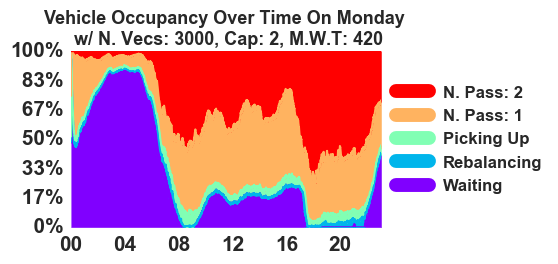 Vehicle Occupancy Over Time On Monday
w/ N. Vecs: 3000, Cap: 2, M.W.T: 420
100%
83%
67%
50%
33%
17%
0%
00 04 08 12 16 20
N. Pass: 2
N. Pass: 1
Picking Up
Rebalancing
Waiting